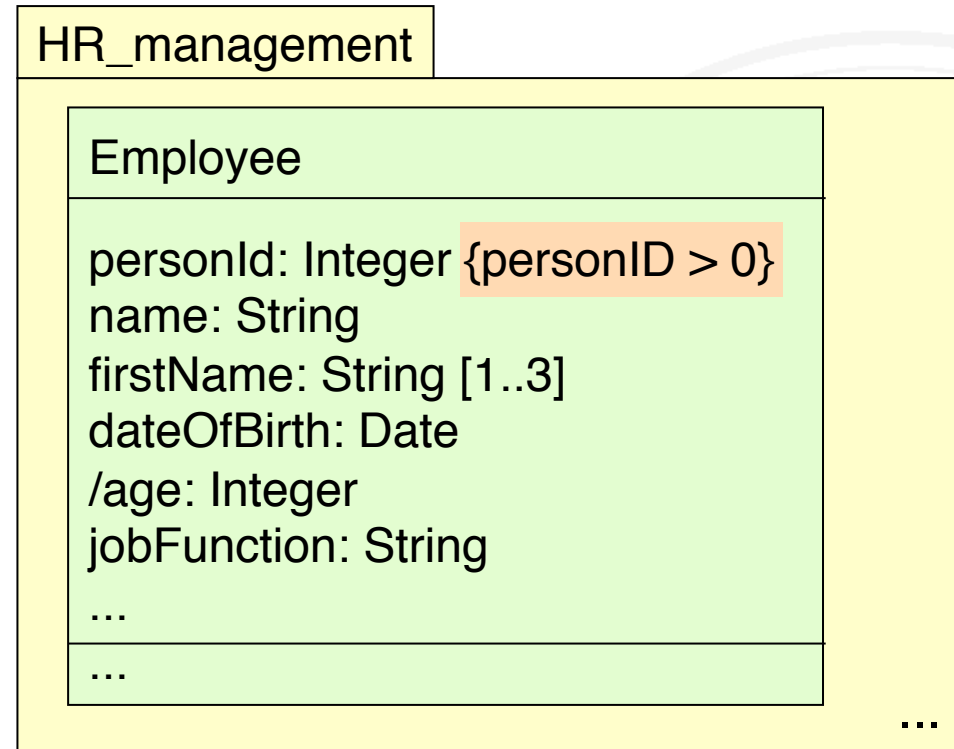 HR_management
Employee
personId: Integer {personID > 0}
name: String
firstName: String [1..3]
dateOfBirth: Date
/age: Integer
jobFunction: String
...
...
...